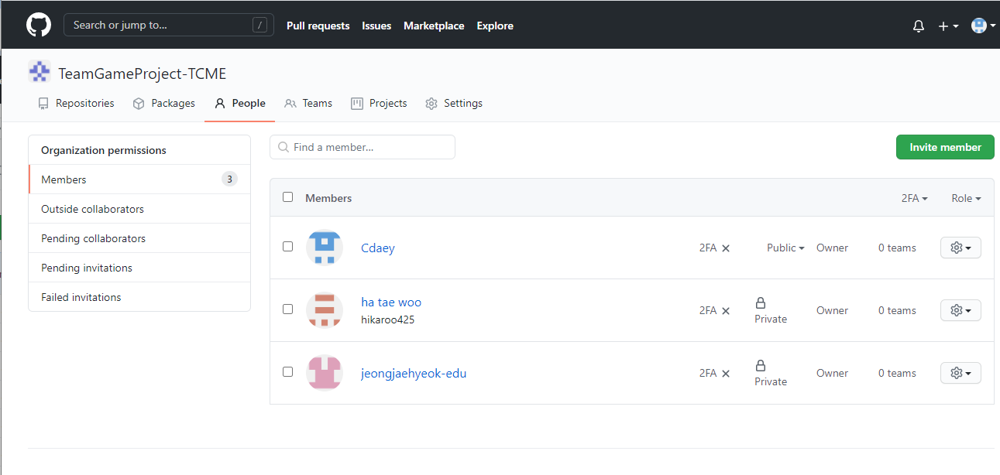 Search or jump to... /
Pull requests Issues Marketplace Explore
TeamGameProject-TCME
Repositories Packages People Teams Projects Settings
Organization permissions
Members 3
Outside collaborators
Pending collaborators
Pending invitations
Failed invitations
Find a member...
Invite member
Members 2FA Role
Cdaey 2FA Public Owner 0 teams
ha tae woo
hikaroo425
2FA Private Owner 0 teams
jeongjaehyeok-edu 2FA Private Owner 0 teams